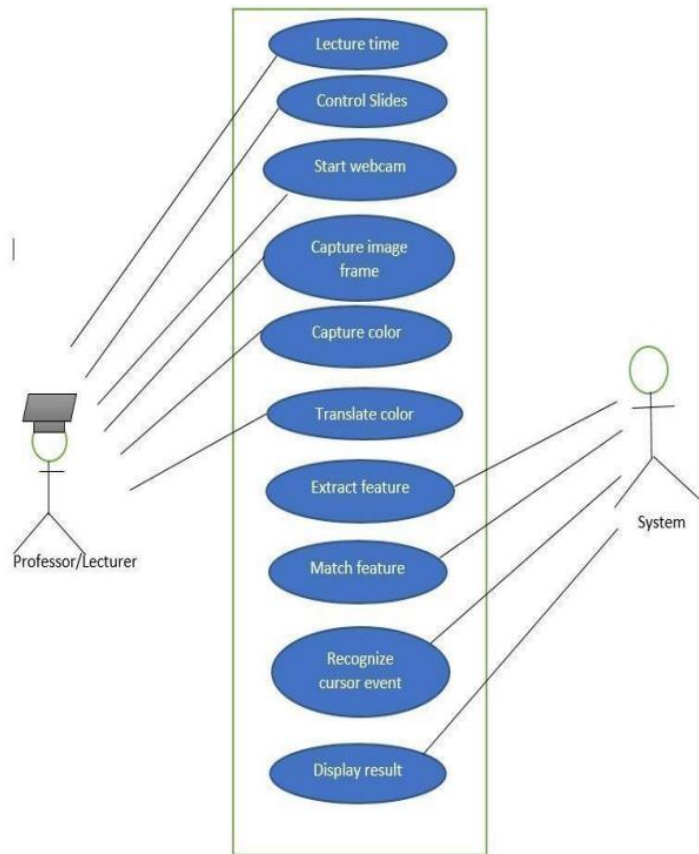 Lecture time
Control Slides
Start webcam
Capture image
frame
Capture color
Translate color
Extract feature
Match feature
Recognize
cursor event
Display result
Professor/Lecturer
System